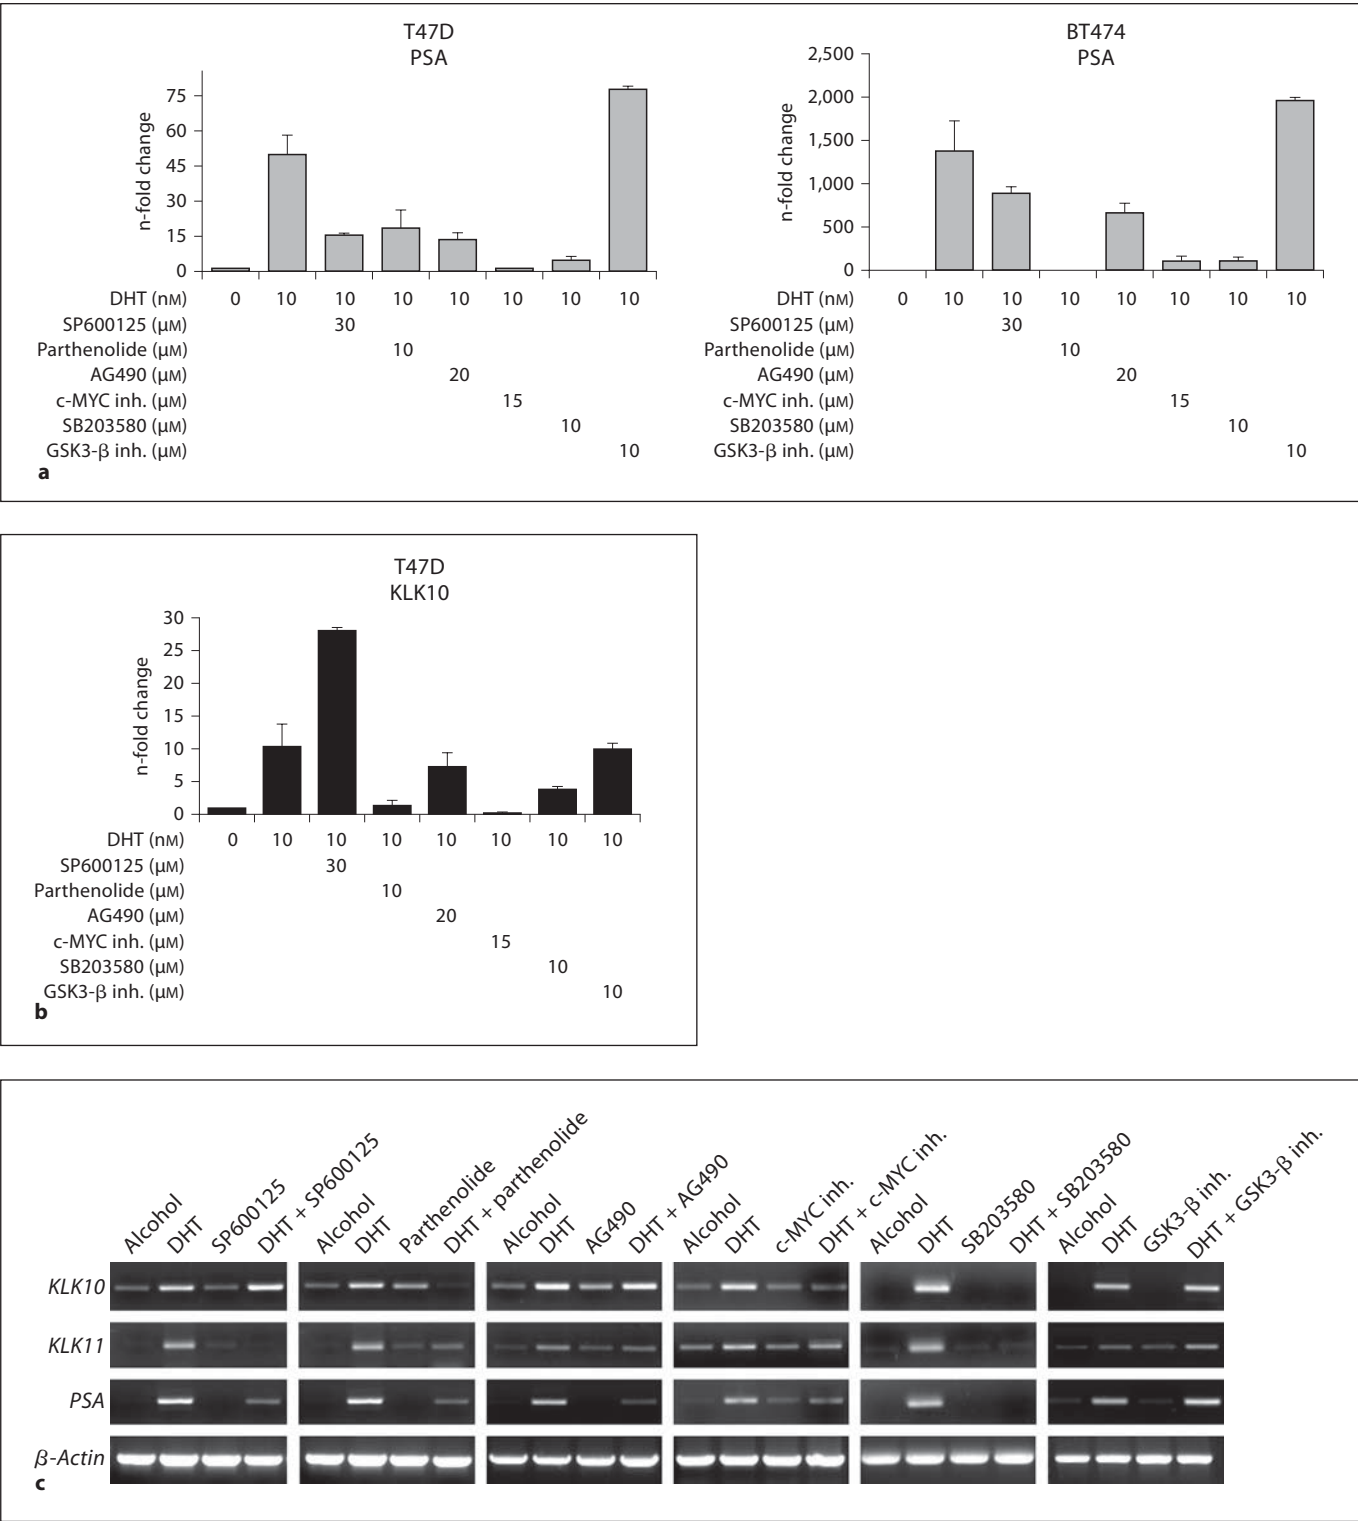 T47D
PSA
n-fold change
75
60
45
30
15
0
DHT (nM) 0 10 10 10 10 10 10 10
SP600125 (μM) 30
Parthenolide (μM) 10
AG490 (μM) 20
c-MYC inh. (μM) 15
SB203580 (μM) 10
GSK3-β inh. (μM) 10
BT474
PSA
n-fold change
2,500
2,000
1,500
1,000
500
0
DHT (nM) 0 10 10 10 10 10 10 10
SP600125 (μM) 30
Parthenolide (μM) 10
AG490 (μM) 20
c-MYC inh. (μM) 15
SB203580 (μM) 10
GSK3-β inh. (μM) 10
a
T47D
KLK10
n-fold change
30
25
20
15
10
5
0
DHT (nM) 0 10 10 10 10 10 10 10
SP600125 (μM) 30
Parthenolide (μM) 10
AG490 (μM) 20
c-MYC inh. (μM) 15
SB203580 (μM) 10
GSK3-β inh. (μM) 10
b
Alcohol
DHT
SP600125
DHT + SP600125
Alcohol
DHT
Parthenolide
DHT + parthenolide
Alcohol
DHT
AG490
DHT + AG490
Alcohol
DHT
c-MYC inh.
DHT + c-MYC inh.
Alcohol
DHT
SB203580
DHT + SB203580
Alcohol
DHT
GSK3-β inh.
DHT + GSK3-β inh.
KLK10
KLK11
PSA
β-Actin
c